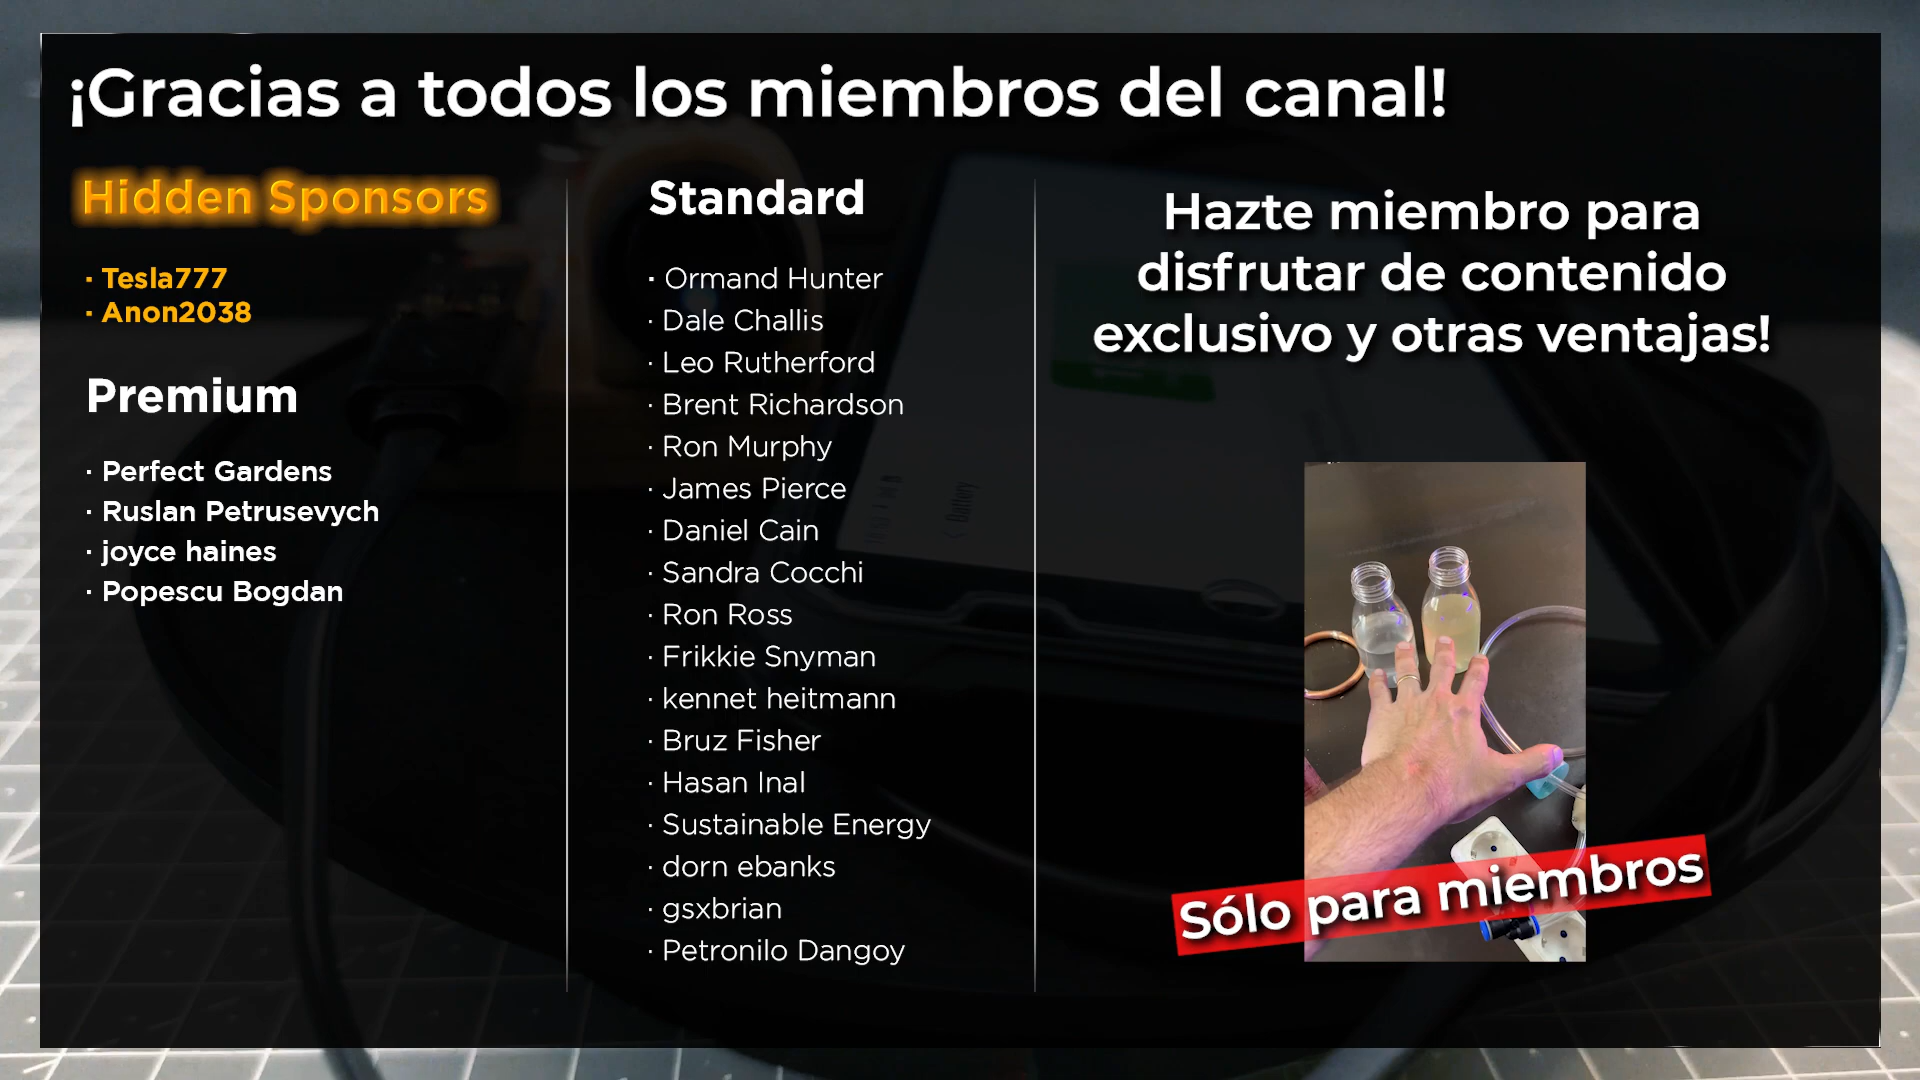 ¡Gracias a todos los miembros del canal!
Hidden Sponsors
· Tesla777
· Anon2038
Premium
· Perfect Gardens
· Ruslan Petrusevych
· joyce haines
· Popescu Bogdan
Standard
· Ormand Hunter
· Dale Challis
· Leo Rutherford
· Brent Richardson
· Ron Murphy
· James Pierce
· Daniel Cain
· Sandra Cocchi
· Ron Ross
· Frikkie Snyman
· kennet heitmann
· Bruz Fisher
· Hasan Inal
· Sustainable Energy
· dorn ebanks
· gsxbrian
· Petronilo Dangoy
Hazte miembro para
disfrutar de contenido
exclusivo y otras ventajas!
Sólo para miembros
< Battery